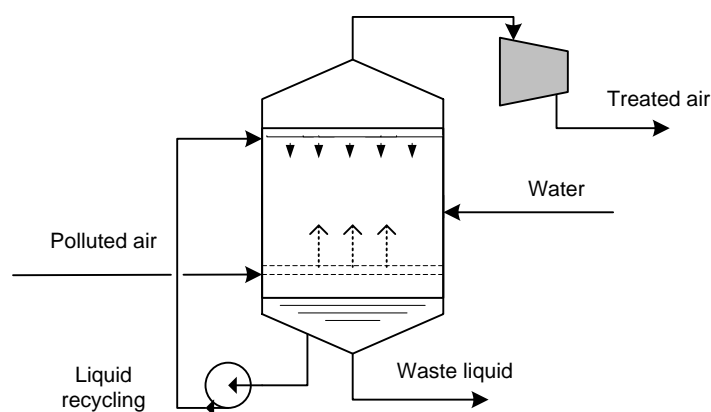 Treated air
Water
Polluted air
Waste liquid
Liquid
recycling